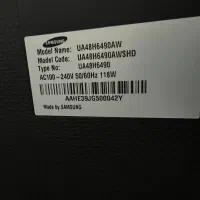 SAMSUNG
Model Name: UA48H6490AW
Model Code: UA48H6490AWSHD
Type No: UA48H6490
AC100 - 240V 50/60Hz 118W
AAHE39JG500042Y
Made by SAMSUNG